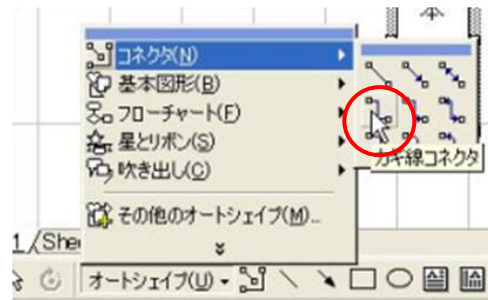 コネクタ(N)
基本図形(B)
フローチャート(F)
星とリボン(S)
吹き出し(C)
カギ線コネクタ
その他のオートシェイプ(M)...
1 / Shee
オートシェイプ(U)